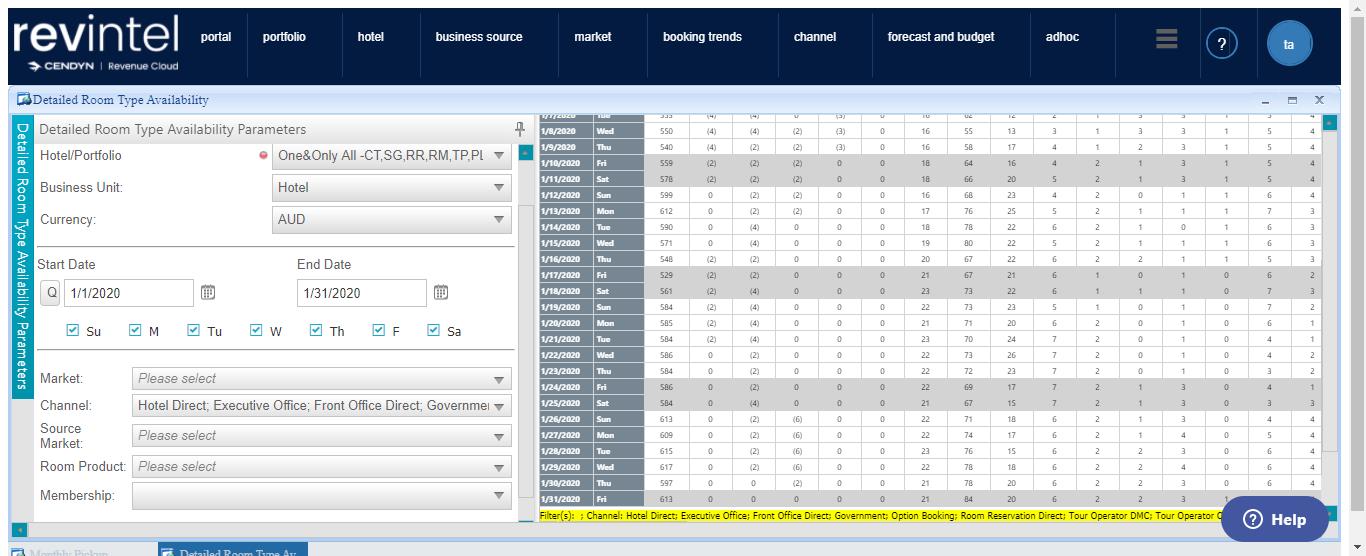 revintel
CENDYN | Revenue Cloud
portal portfolio hotel business source market booking trends channel forecast and budget adhoc ? ta
Detailed Room Type Availability
Detailed Room Type Availability Parameters
Detailed Room Type Availability Parameters
Hotel/Portfolio One&Only All -CT,SG,RR,RM,TP,PL
Business Unit: Hotel
Currency: AUD
Start Date End Date
Q 1/1/2020 1/31/2020
Su M Tu W Th F Sa
Market: Please select
Channel: Hotel Direct; Executive Office; Front Office Direct; Governmen
Source Market: Please select
Room Product: Please select
Membership:
1/8/2020 Wed 550 (4) (4) (2) (3) 0 16 55 13 3 1 3 3 1 5 4
1/9/2020 Thu 540 (4) (4) (2) (3) 0 16 58 17 4 1 2 3 1 5 4
1/10/2020 Fri 559 (2) (2) (2) 0 0 18 64 16 4 2 1 3 1 5 4
1/11/2020 Sat 578 (2) (2) (2) 0 0 18 66 20 5 2 1 3 1 5 4
1/12/2020 Sun 599 0 (2) (2) 0 0 16 68 23 4 2 0 1 1 6 4
1/13/2020 Mon 612 0 (2) (2) 0 0 17 76 25 5 2 1 1 1 7 3
1/14/2020 Tue 590 0 (4) 0 0 0 18 78 22 6 2 1 0 1 6 3
1/15/2020 Wed 571 0 (4) 0 0 0 19 80 22 5 2 1 1 1 6 3
1/16/2020 Thu 548 (2) (2) 0 0 0 20 67 22 6 2 2 1 0 5 3
1/17/2020 Fri 529 (2) (2) 0 0 0 21 67 21 6 1 0 1 0 6 2
1/18/2020 Sat 561 (2) (4) 0 0 0 23 73 22 6 1 1 1 0 7 3
1/19/2020 Sun 584 (2) (2) 0 0 0 22 73 23 5 1 0 1 0 7 2
1/20/2020 Mon 585 (2) (4) 0 0 0 21 71 20 6 2 0 1 0 6 1
1/21/2020 Tue 584 (2) (4) 0 0 0 23 70 24 7 2 0 1 0 4 1
1/22/2020 Wed 586 0 (2) 0 0 0 22 73 26 7 2 0 1 0 4 2
1/23/2020 Thu 584 0 (2) 0 0 0 22 72 23 7 2 0 1 0 3 2
1/24/2020 Fri 586 0 (2) 0 0 0 22 69 17 7 2 1 3 0 4 1
1/25/2020 Sat 584 0 (4) 0 0 0 21 67 15 7 2 1 3 0 3 3
1/26/2020 Sun 613 0 (2) (6) 0 0 22 71 18 6 2 1 3 0 4 4
1/27/2020 Mon 609 0 (2) (6) 0 0 22 74 17 6 2 1 4 0 5 4
1/28/2020 Tue 615 0 (2) (6) 0 0 23 76 15 6 2 2 3 0 6 4
1/29/2020 Wed 617 0 (2) (6) 0 0 22 78 18 6 2 2 4 0 6 4
1/30/2020 Thu 597 0 0 (2) 0 0 21 78 20 6 2 2 3 0 6 4
1/31/2020 Fri 613 0 0 0 0 0 21 84 20 6 2 2 3 1
Filter(s): ; Channel: Hotel Direct; Executive Office; Front Office Direct; Government; Option Booking; Room Reservation Direct; Tour Operator DMC; Tour Operator
? Help
Monthly Pickup Detailed Room Type Av